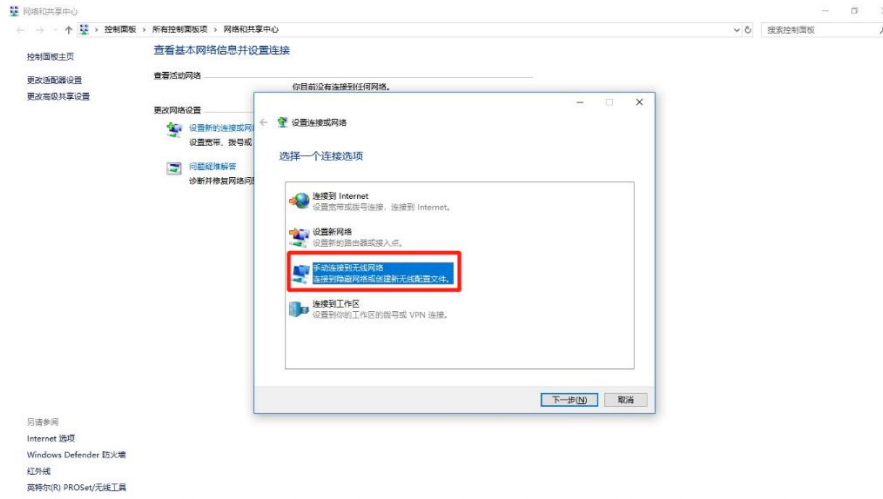 网络和共享中心
控制面板 › 所有控制面板项 › 网络和共享中心
搜索控制面板
控制面板主页
更改适配器设置
更改高级共享设置
查看基本网络信息并设置连接
查看活动网络
你目前没有连接到任何网络。
更改网络设置
设置新的连接或网
设置宽带、拨号或
问题疑难解答
诊断并修复网络问
设置连接或网络
选择一个连接选项
连接到 Internet
设置宽带或拨号连接，连接到 Internet。
设置新网络
设置新的路由器或接入点。
手动连接到无线网络
连接到隐藏网络或创建新无线配置文件。
连接到工作区
设置到你的工作区的拨号或 VPN 连接。
下一步(N)
取消
另请参阅
Internet 选项
Windows Defender 防火墙
红外线
英特尔(R) PROSet/无线工具